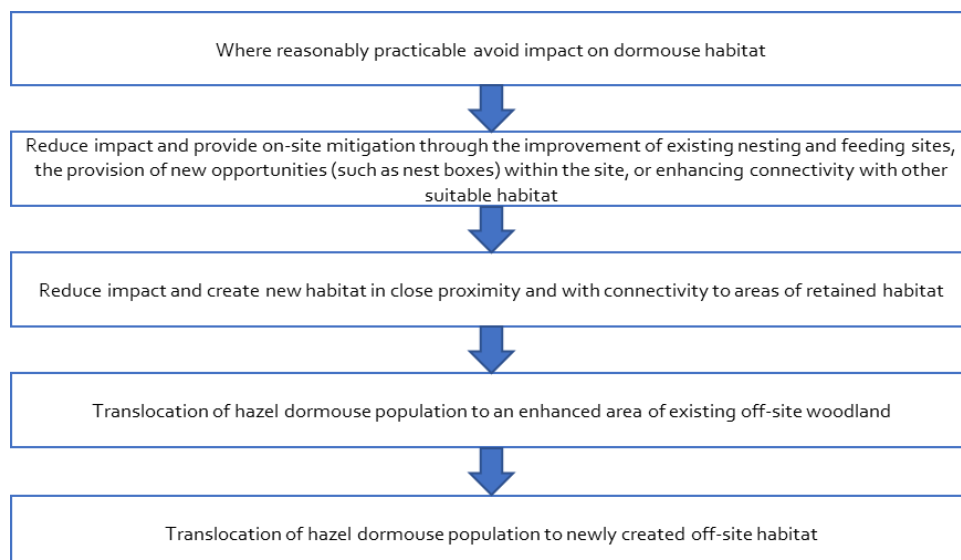 Where reasonably practicable avoid impact on dormouse habitat
Reduce impact and provide on-site mitigation through the improvement of existing nesting and feeding sites,
the provision of new opportunities (such as nest boxes) within the site, or enhancing connectivity with other
suitable habitat
Reduce impact and create new habitat in close proximity and with connectivity to areas of retained habitat
Translocation of hazel dormouse population to an enhanced area of existing off-site woodland
Translocation of hazel dormouse population to newly created off-site habitat